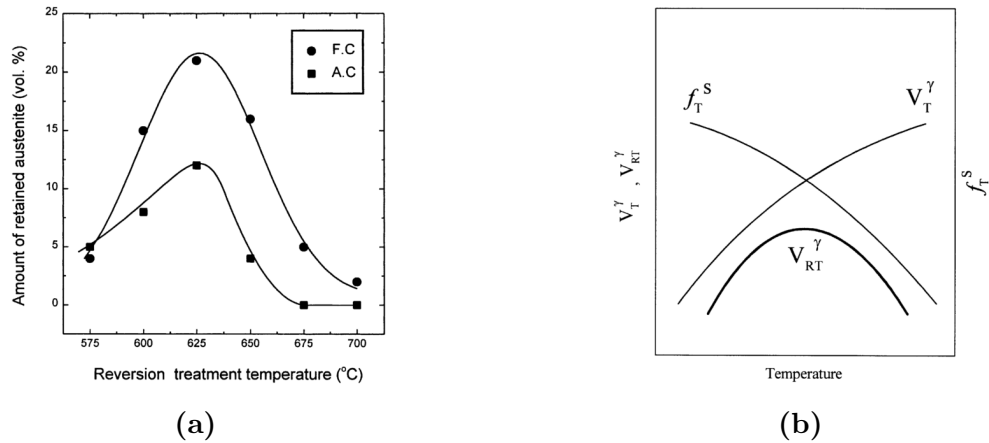 25
20
15
10
5
0
Amount of retained austenite (vol. %)
F.C
A.C
575 600 625 650 675 700
Reversion treatment temperature (°C)
(a)
f_T^S
V_T^γ
V_RT^γ
V_T^γ , V_RT^γ
f_T^S
Temperature
(b)